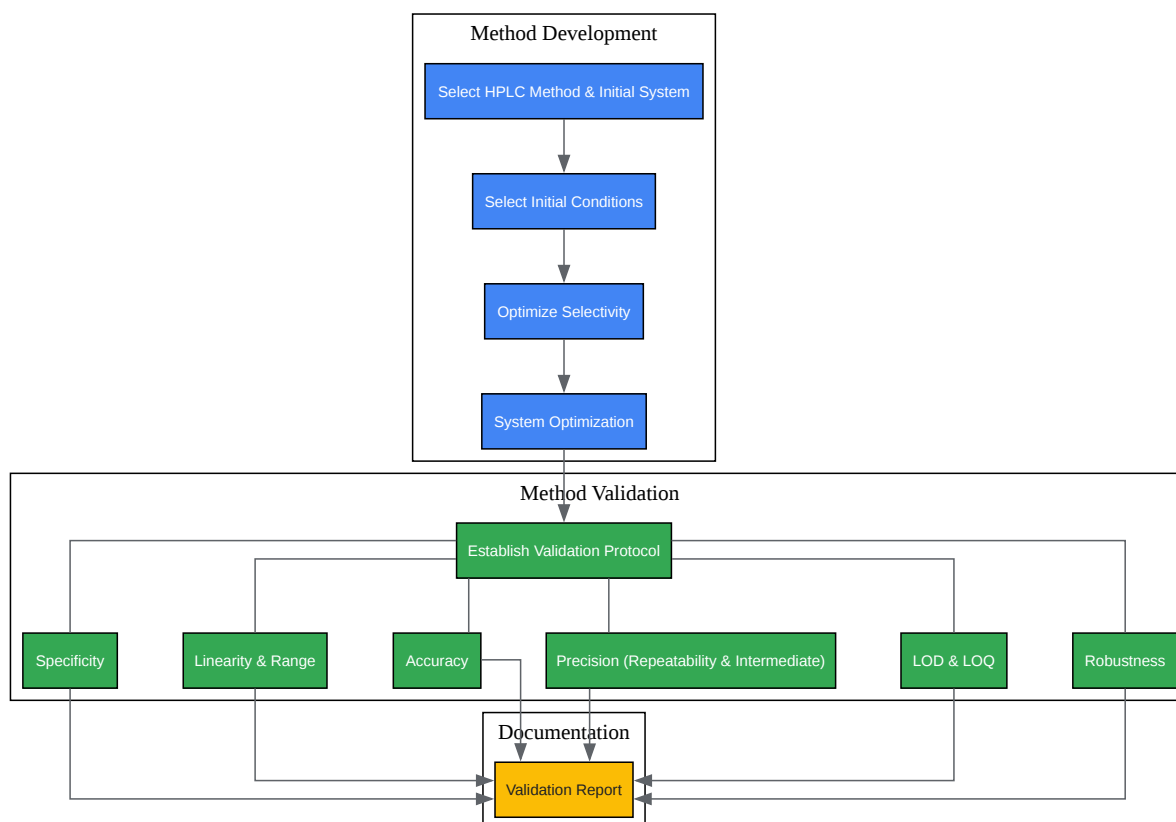 Method Development
Select HPLC Method & Initial System
Select Initial Conditions
Optimize Selectivity
System Optimization
Method Validation
Establish Validation Protocol
Specificity
Linearity & Range
Accuracy
Precision (Repeatability & Intermediate)
LOD & LOQ
Robustness
Documentation
Validation Report